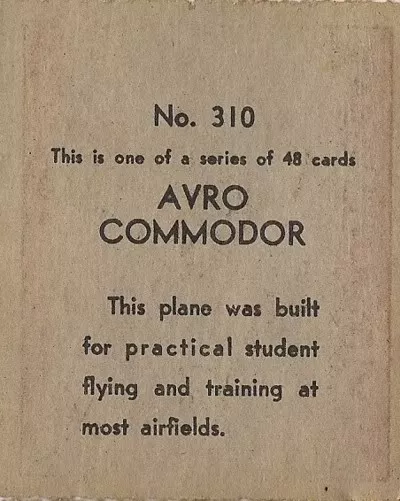 No. 310
This is one of a series of 48 cards
AVRO
COMMODOR
This plane was built
for practical student
flying and training at
most airfields.